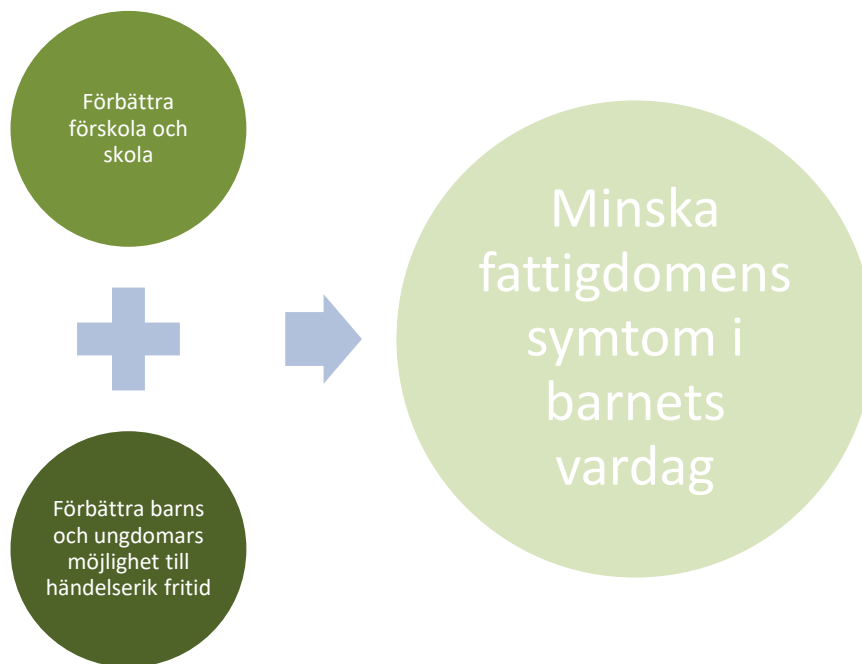 Förbättra
förskola och
skola
Förbättra barns
och ungdomars
möjlighet till
händelserik fritid
Minska
fattigdomens
symtom i
barnets
vardag